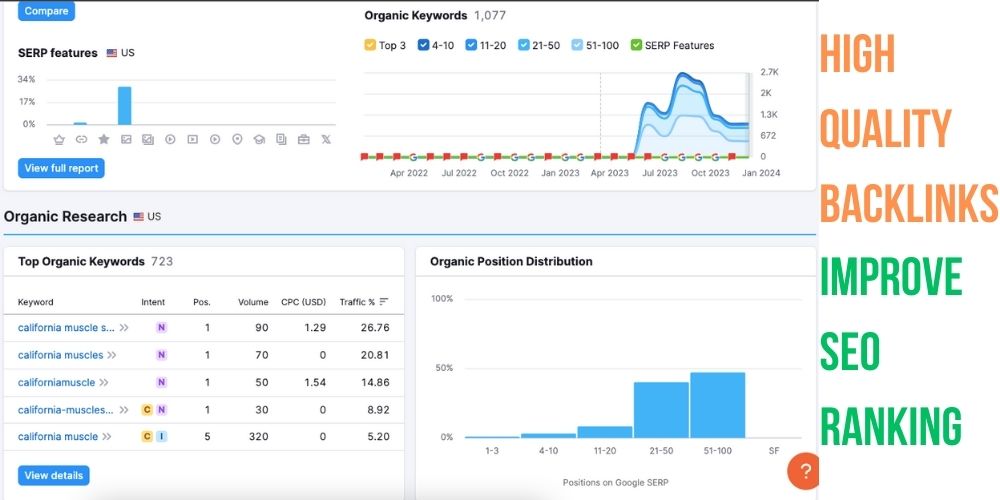 Compare
Organic Keywords 1,077
Top 3 4-10 11-20 21-50 51-100 SERP Features
SERP features US
34%
17%
0%
2.7K
2K
1.3K
672
0
Apr 2022 Jul 2022 Oct 2022 Jan 2023 Apr 2023 Jul 2023 Oct 2023 Jan 2024
View full report
Organic Research US
Top Organic Keywords 723
Keyword Intent Pos. Volume CPC (USD) Traffic %
california muscle s... N 1 90 1.29 26.76
california muscles N 1 70 0 20.81
californiamuscle N 1 50 1.54 14.86
california-muscles... C N 1 30 0 8.92
california muscle C I 5 320 0 5.20
View details
Organic Position Distribution
100%
50%
0%
1-3 4-10 11-20 21-50 51-100 SF
Positions on Google SERP
?
HIGH
QUALITY
BACKLINKS
IMPROVE
SEO
RANKING